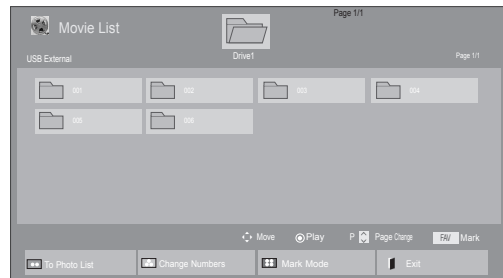 Page 1/1
Movie List
Drive1
USB External
Page 1/1
001 002 003 004
005 006
Move Play P Page Change FAV Mark
To Photo List Change Numbers Mark Mode Exit